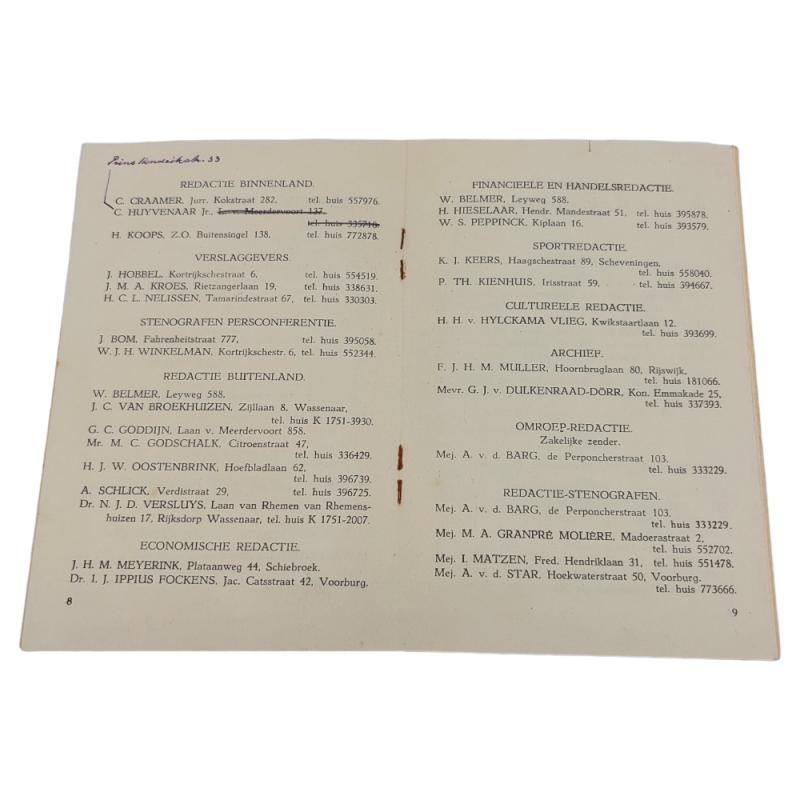 Prins Hendrikstr. 33
REDACTIE BINNENLAND.
C. CRAAMER, Jurr. Kokstraat 282, tel. huis 557976.
C. HUYVENAAR Jr., L. v. Meerdervoort 137,
tel. huis 335718.
H. KOOPS, Z.O. Buitensingel 138, tel. huis 772878.
VERSLAGGEVERS.
J. HOBBEL, Kortrijkschestraat 6, tel. huis 554519.
J. M. A. KROES, Rietzangerlaan 19, tel. huis 338631.
H. C. L. NELISSEN, Tamarindestraat 67, tel. huis 330303.
STENOGRAFEN PERSCONFERENTIE.
J. BOM, Fahrenheitstraat 777, tel. huis 395058.
W. J. H. WINKELMAN, Kortrijkschestr. 6, tel. huis 552344.
REDACTIE BUITENLAND.
W. BELMER, Leyweg 588.
J. C. VAN BROEKHUIZEN, Zijllaan 8, Wassenaar,
tel. huis K 1751-3930.
G. C. GODDIJN, Laan v. Meerdervoort 858.
Mr. M. C. GODSCHALK, Citroenstraat 47,
tel. huis 336429.
H. J. W. OOSTENBRINK, Hoefbladlaan 62,
tel. huis 396739.
A. SCHLICK, Verdistraat 29, tel. huis 396725.
Dr. N. J. D. VERSLUYS, Laan van Rhemen van Rhemens-
huizen 17, Rijksdorp Wassenaar, tel. huis K 1751-2007.
ECONOMISCHE REDACTIE.
J. H. M. MEYERINK, Plataanweg 44, Schiebroek.
Dr. I. J. IPPIUS FOCKENS, Jac. Catsstraat 42, Voorburg.
8
FINANCIEELE EN HANDELSREDACTIE.
W. BELMER, Leyweg 588.
H. HIESELAAR, Hendr. Mandestraat 51, tel. huis 395878.
W. S. PEPPINCK, Kiplaan 16. tel. huis 393579.
SPORTREDACTIE.
K. J. KEERS, Haagschestraat 89, Scheveningen,
tel. huis 558040.
P. TH. KIENHUIS, Irisstraat 59, tel. huis 394667.
CULTUREELE REDACTIE.
H. H. v. HYLCKAMA VLIEG, Kwikstaartlaan 12,
tel. huis 393699.
ARCHIEF.
F. J. H. M. MULLER, Hoornbruglaan 80, Rijswijk,
tel. huis 181066.
Mevr. G. J. v. DULKENRAAD-DÖRR, Kon. Emmakade 25,
tel. huis 337393.
OMROEP-REDACTIE.
Zakelijke zender.
Mej. A. v. d. BARG, de Perponcherstraat 103.
tel. huis 333229.
REDACTIE-STENOGRAFEN.
Mej. A. v. d. BARG, de Perponcherstraat 103.
tel. huis 333229.
Mej. M. A. GRANPRÉ MOLIÈRE, Madoerastraat 2,
tel. huis 552702.
Mej. I. MATZEN, Fred. Hendriklaan 31, tel. huis 551478.
Mej. A. v. d. STAR, Hoekwaterstraat 50, Voorburg.
tel. huis 773666.
9